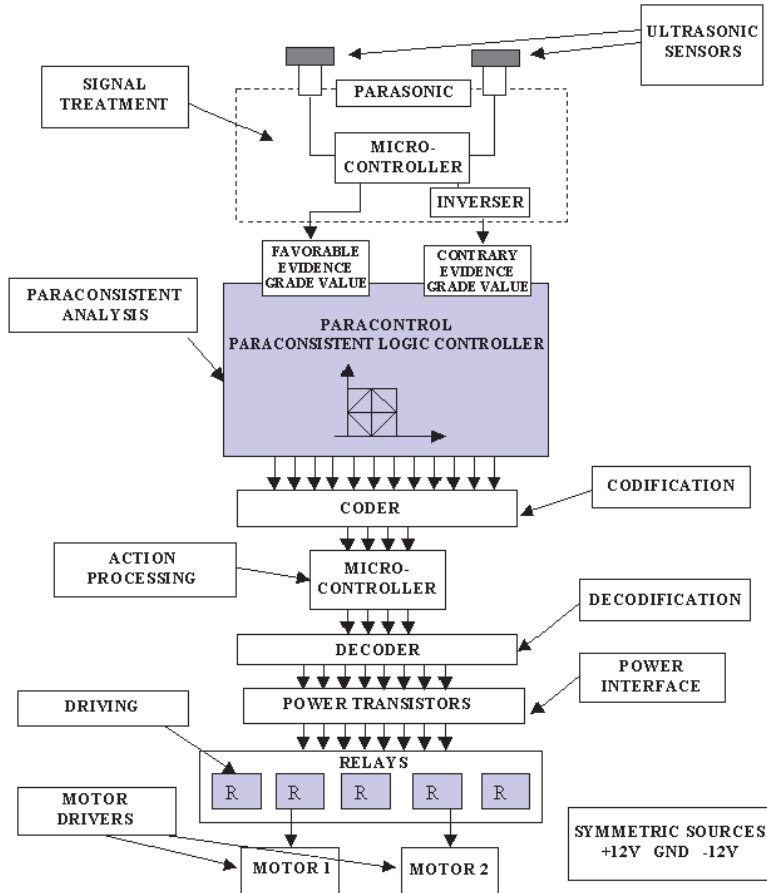 ULTRASONIC
SENSORS
SIGNAL
TREATMENT
PARASONIC
MICRO-
CONTROLLER
INVERSER
FAVORABLE
EVIDENCE
GRADE VALUE
CONTRARY
EVIDENCE
GRADE VALUE
PARACONSISTENT
ANALYSIS
PARACONTROL
PARACONSISTENT LOGIC CONTROLLER
CODER
CODIFICATION
ACTION
PROCESSING
MICRO-
CONTROLLER
DECODIFICATION
DECODER
POWER
INTERFACE
POWER TRANSISTORS
DRIVING
RELAYS
R R R R R
MOTOR
DRIVERS
MOTOR 1
MOTOR 2
SYMMETRIC SOURCES
+12V GND -12V